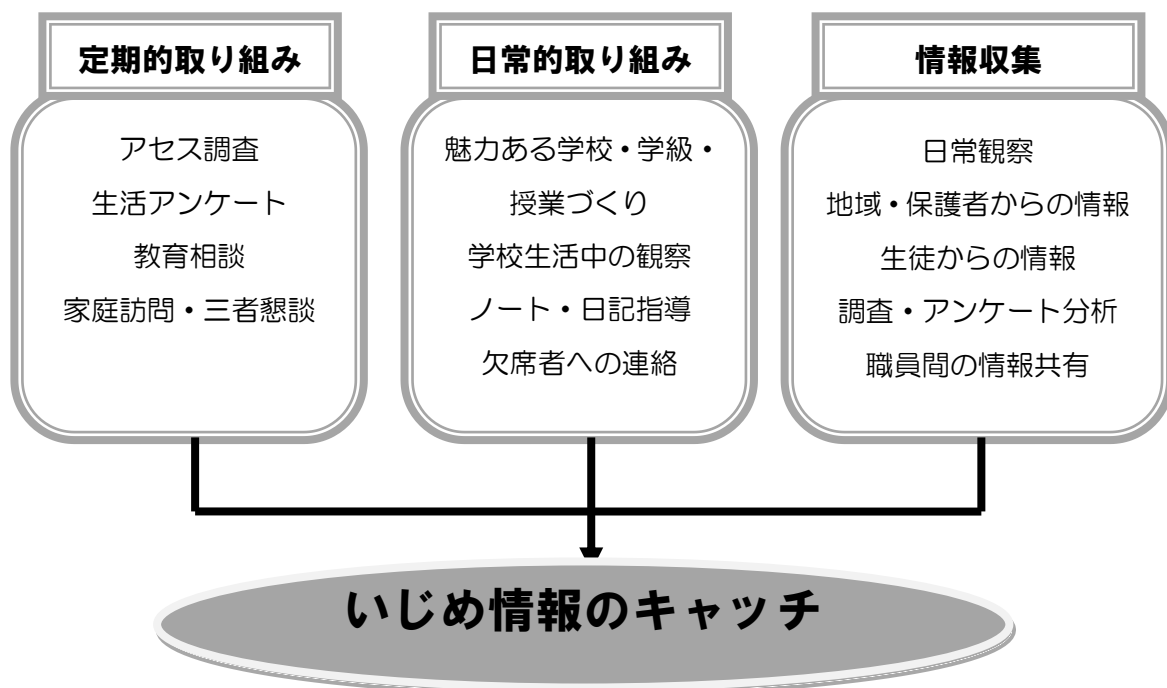 定期的取り組み
アセス調査
生活アンケート
教育相談
家庭訪問・三者懇談
日常的取り組み
魅力ある学校・学級・
授業づくり
学校生活中の観察
ノート・日記指導
欠席者への連絡
情報収集
日常観察
地域・保護者からの情報
生徒からの情報
調査・アンケート分析
職員間の情報共有
いじめ情報のキャッチ